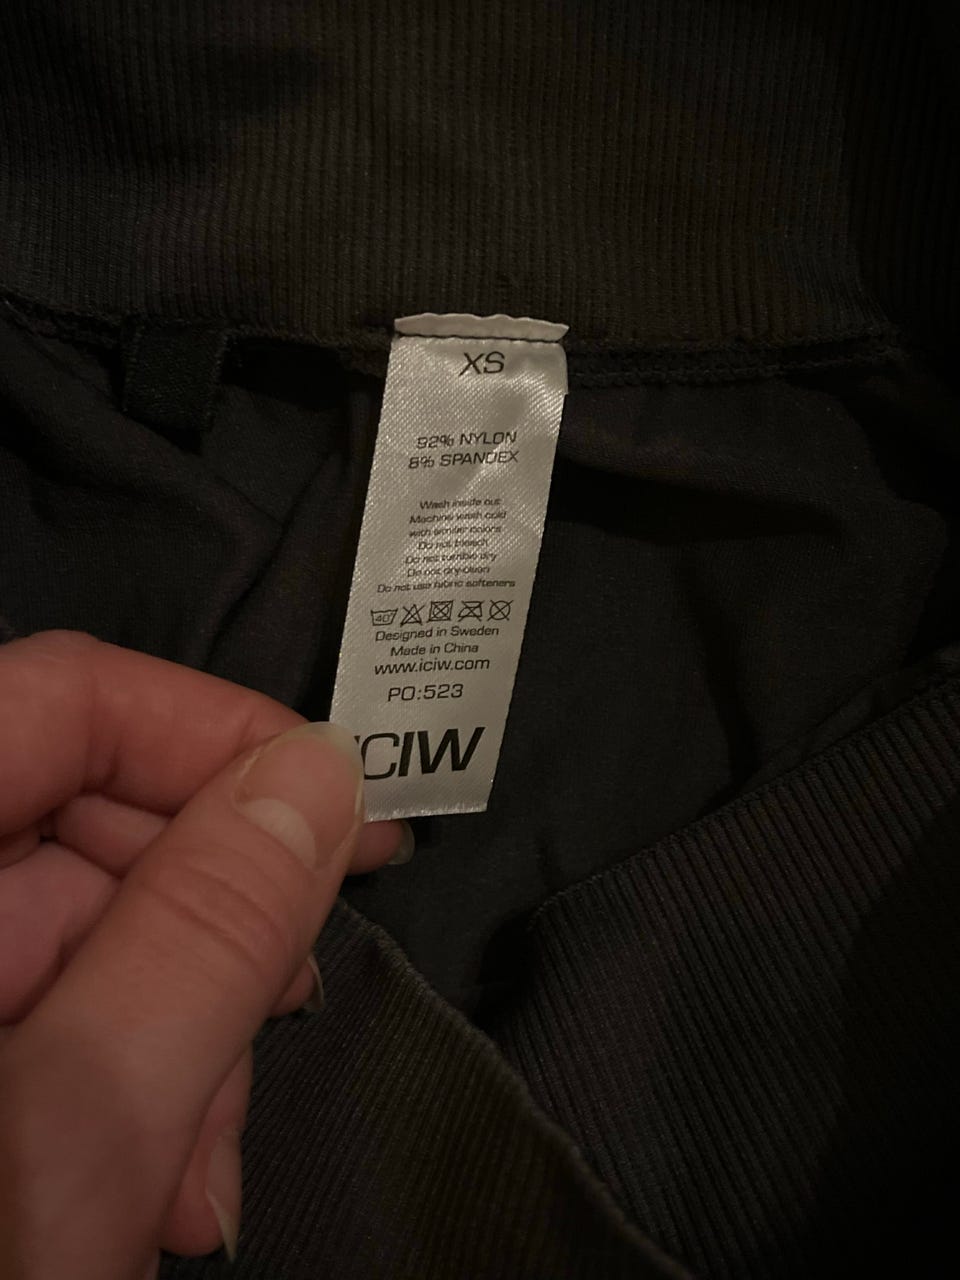 XS
92% NYLON
8% SPANDEX
Wash inside out
Machine wash cold
with similar colors
Do not bleach
Do not tumble dry
Do not dry-clean
Do not use fabric softeners
40°
Designed in Sweden
Made in China
www.iciw.com
PO:523
ICIW